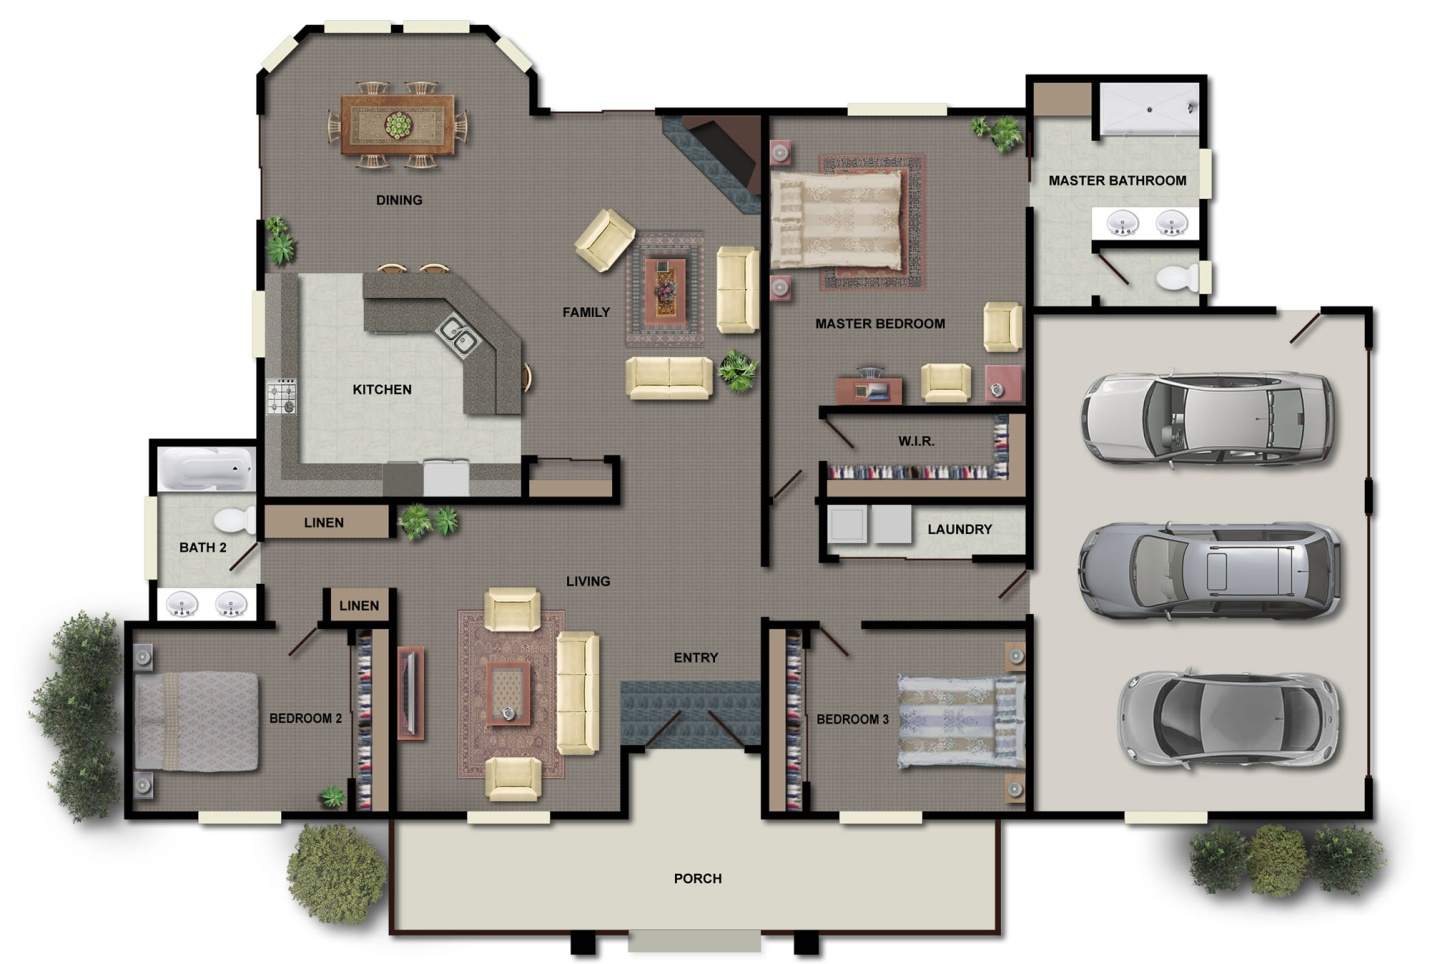 DINING
MASTER BATHROOM
FAMILY
MASTER BEDROOM
KITCHEN
W.I.R.
LINEN
LAUNDRY
BATH 2
LIVING
LINEN
ENTRY
BEDROOM 2
BEDROOM 3
PORCH